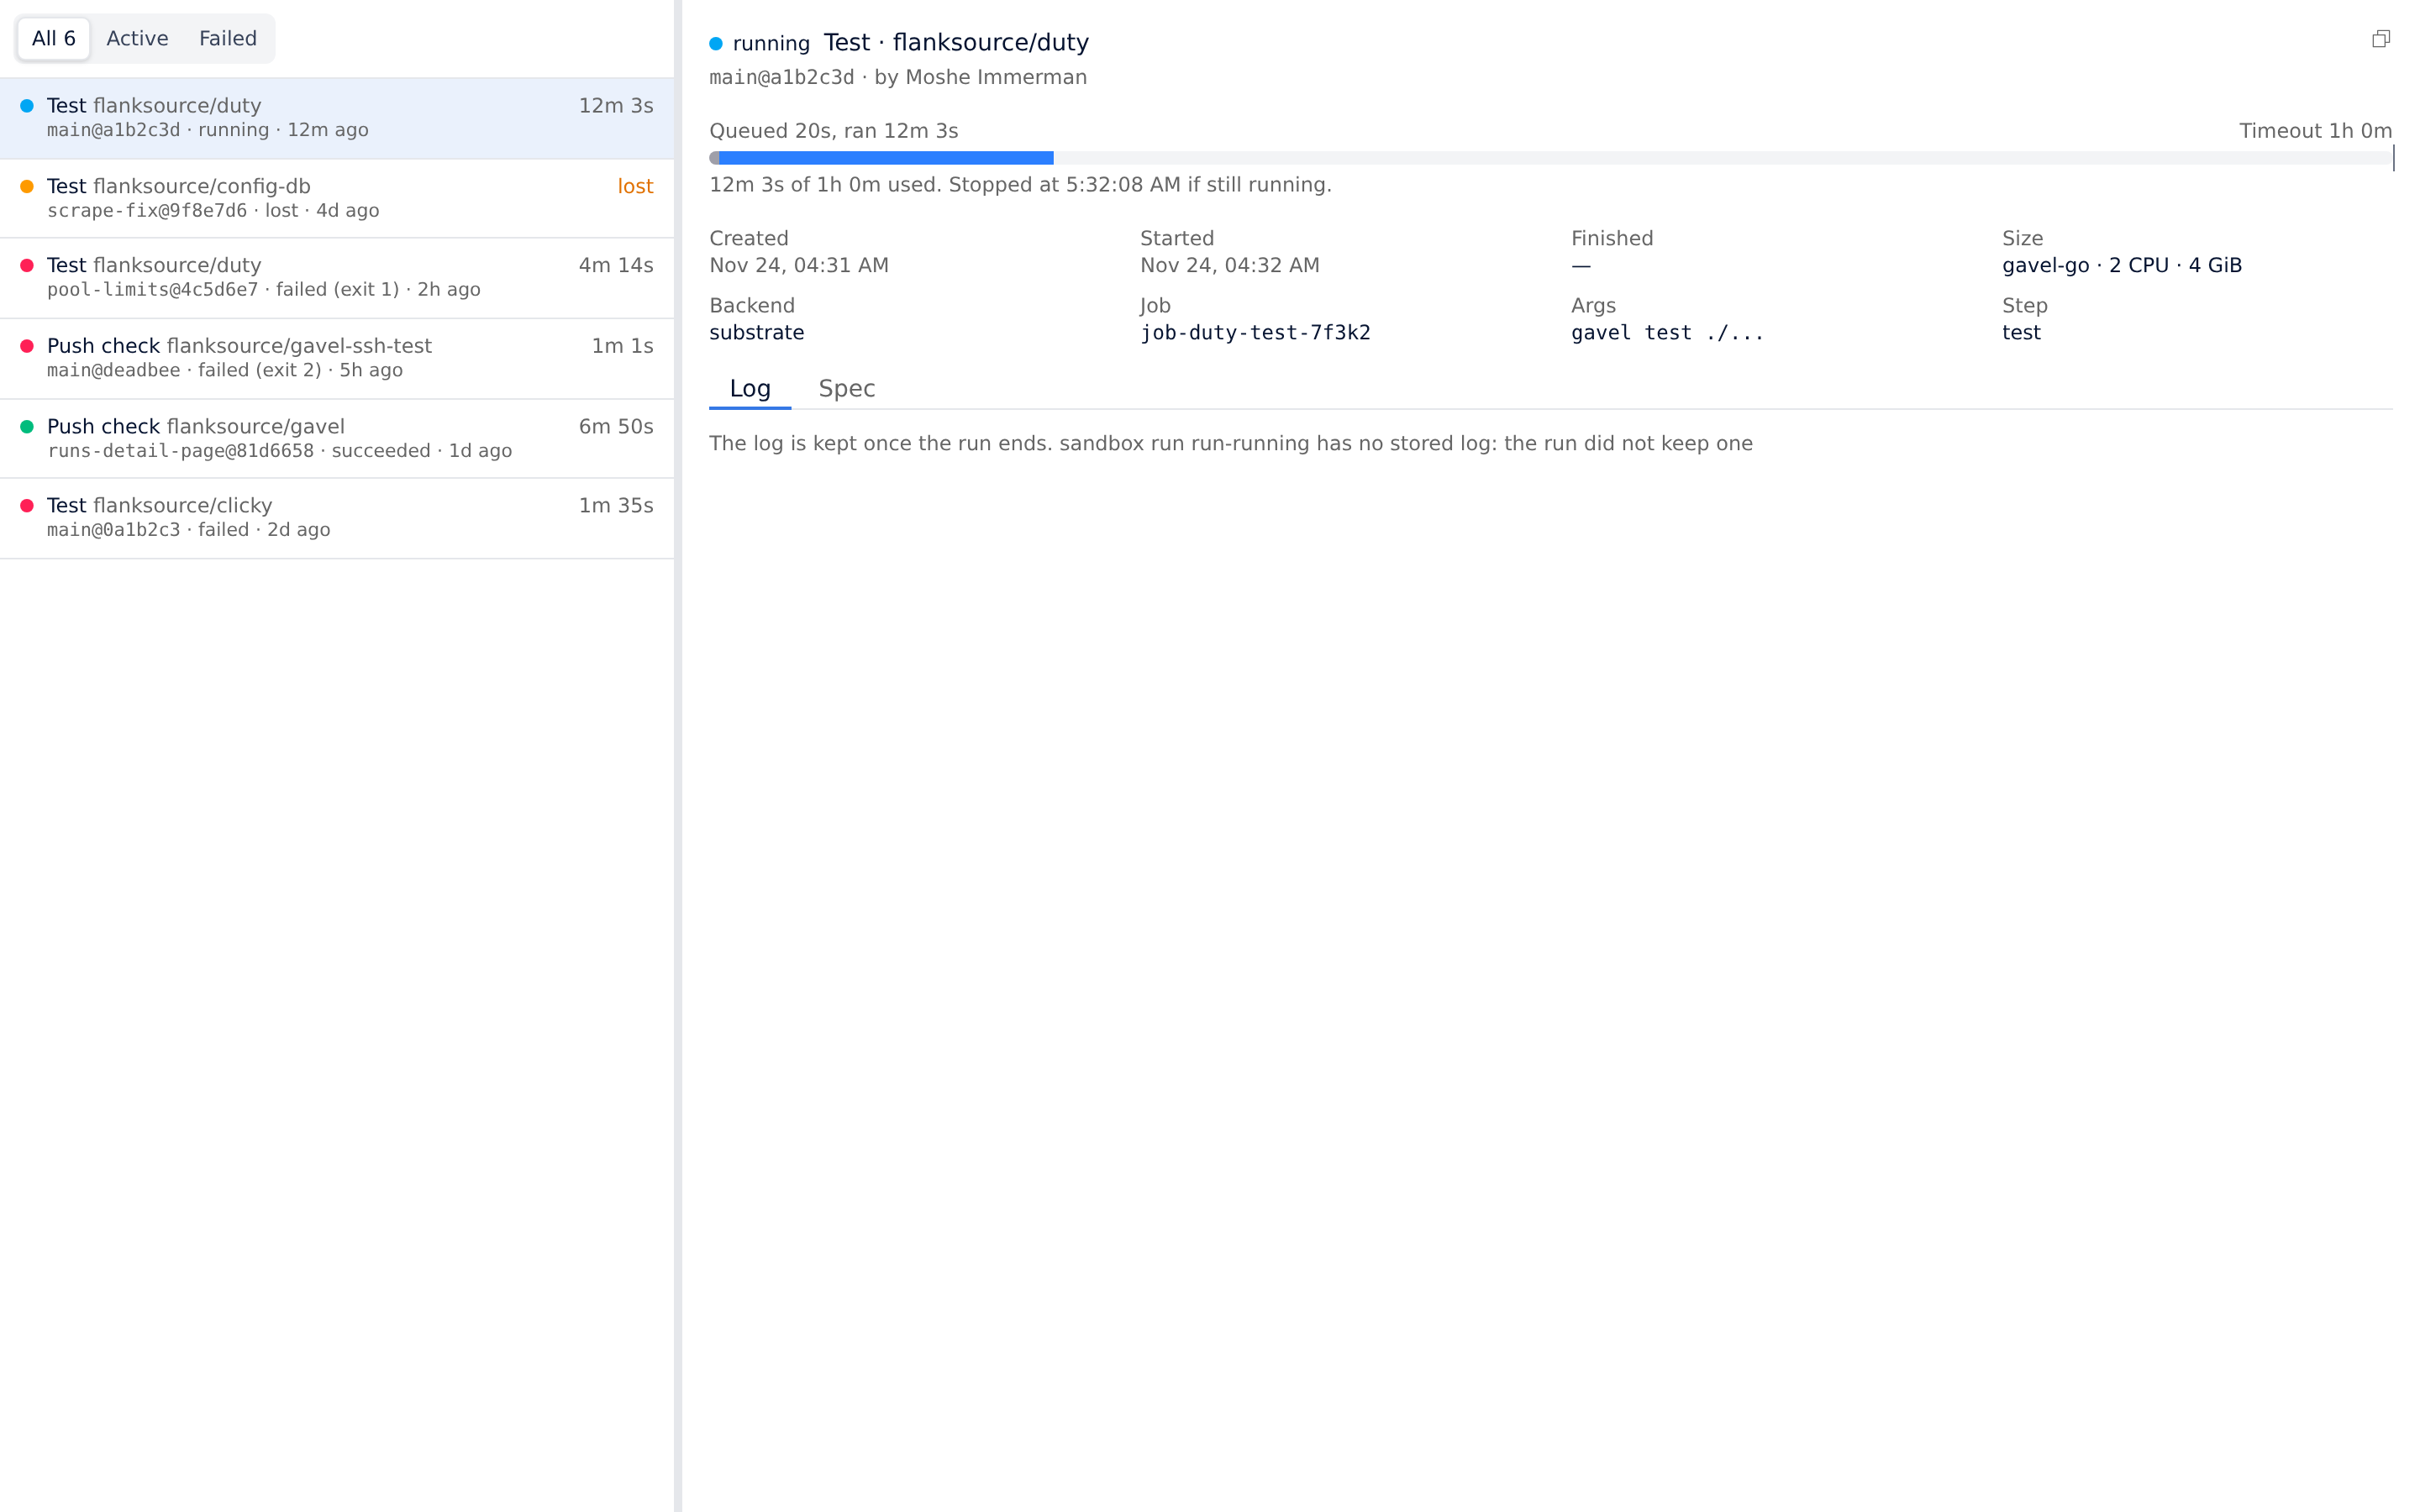 All 6 Active Failed
Test flanksource/duty 12m 3s
main@a1b2c3d · running · 12m ago
Test flanksource/config-db lost
scrape-fix@9f8e7d6 · lost · 4d ago
Test flanksource/duty 4m 14s
pool-limits@4c5d6e7 · failed (exit 1) · 2h ago
Push check flanksource/gavel-ssh-test 1m 1s
main@deadbee · failed (exit 2) · 5h ago
Push check flanksource/gavel 6m 50s
runs-detail-page@81d6658 · succeeded · 1d ago
Test flanksource/clicky 1m 35s
main@0a1b2c3 · failed · 2d ago
running Test · flanksource/duty
main@a1b2c3d · by Moshe Immerman
Queued 20s, ran 12m 3s Timeout 1h 0m
12m 3s of 1h 0m used. Stopped at 5:32:08 AM if still running.
Created Started Finished Size
Nov 24, 04:31 AM Nov 24, 04:32 AM — gavel-go · 2 CPU · 4 GiB
Backend Job Args Step
substrate job-duty-test-7f3k2 gavel test ./... test
Log Spec
The log is kept once the run ends. sandbox run run-running has no stored log: the run did not keep one